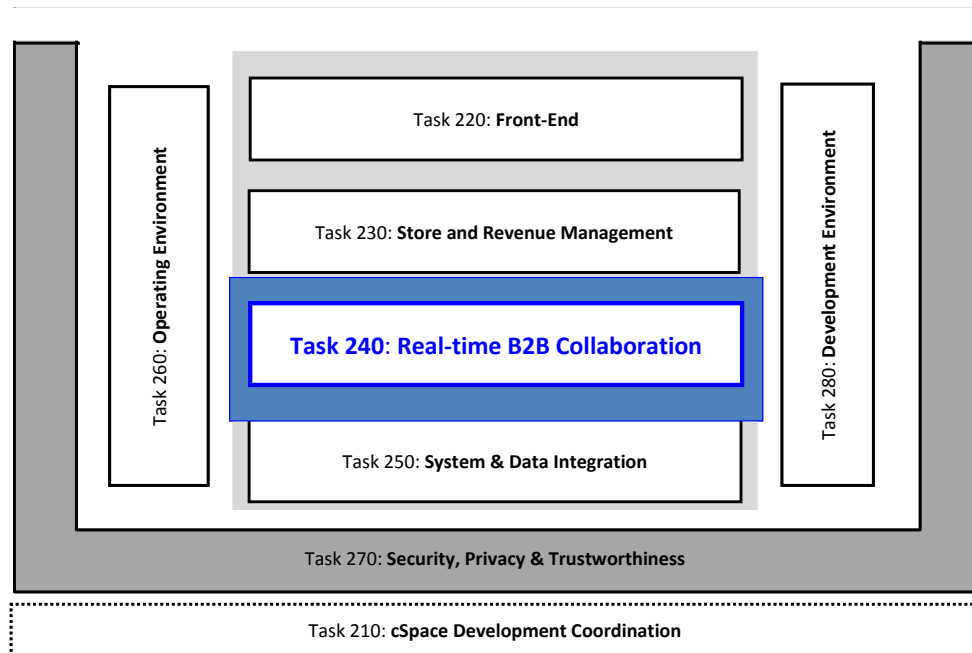 Task 220: Front-End
Task 230: Store and Revenue Management
Task 240: Real-time B2B Collaboration
Task 250: System & Data Integration
Task 260: Operating Environment
Task 280: Development Environment
Task 270: Security, Privacy & Trustworthiness
Task 210: cSpace Development Coordination